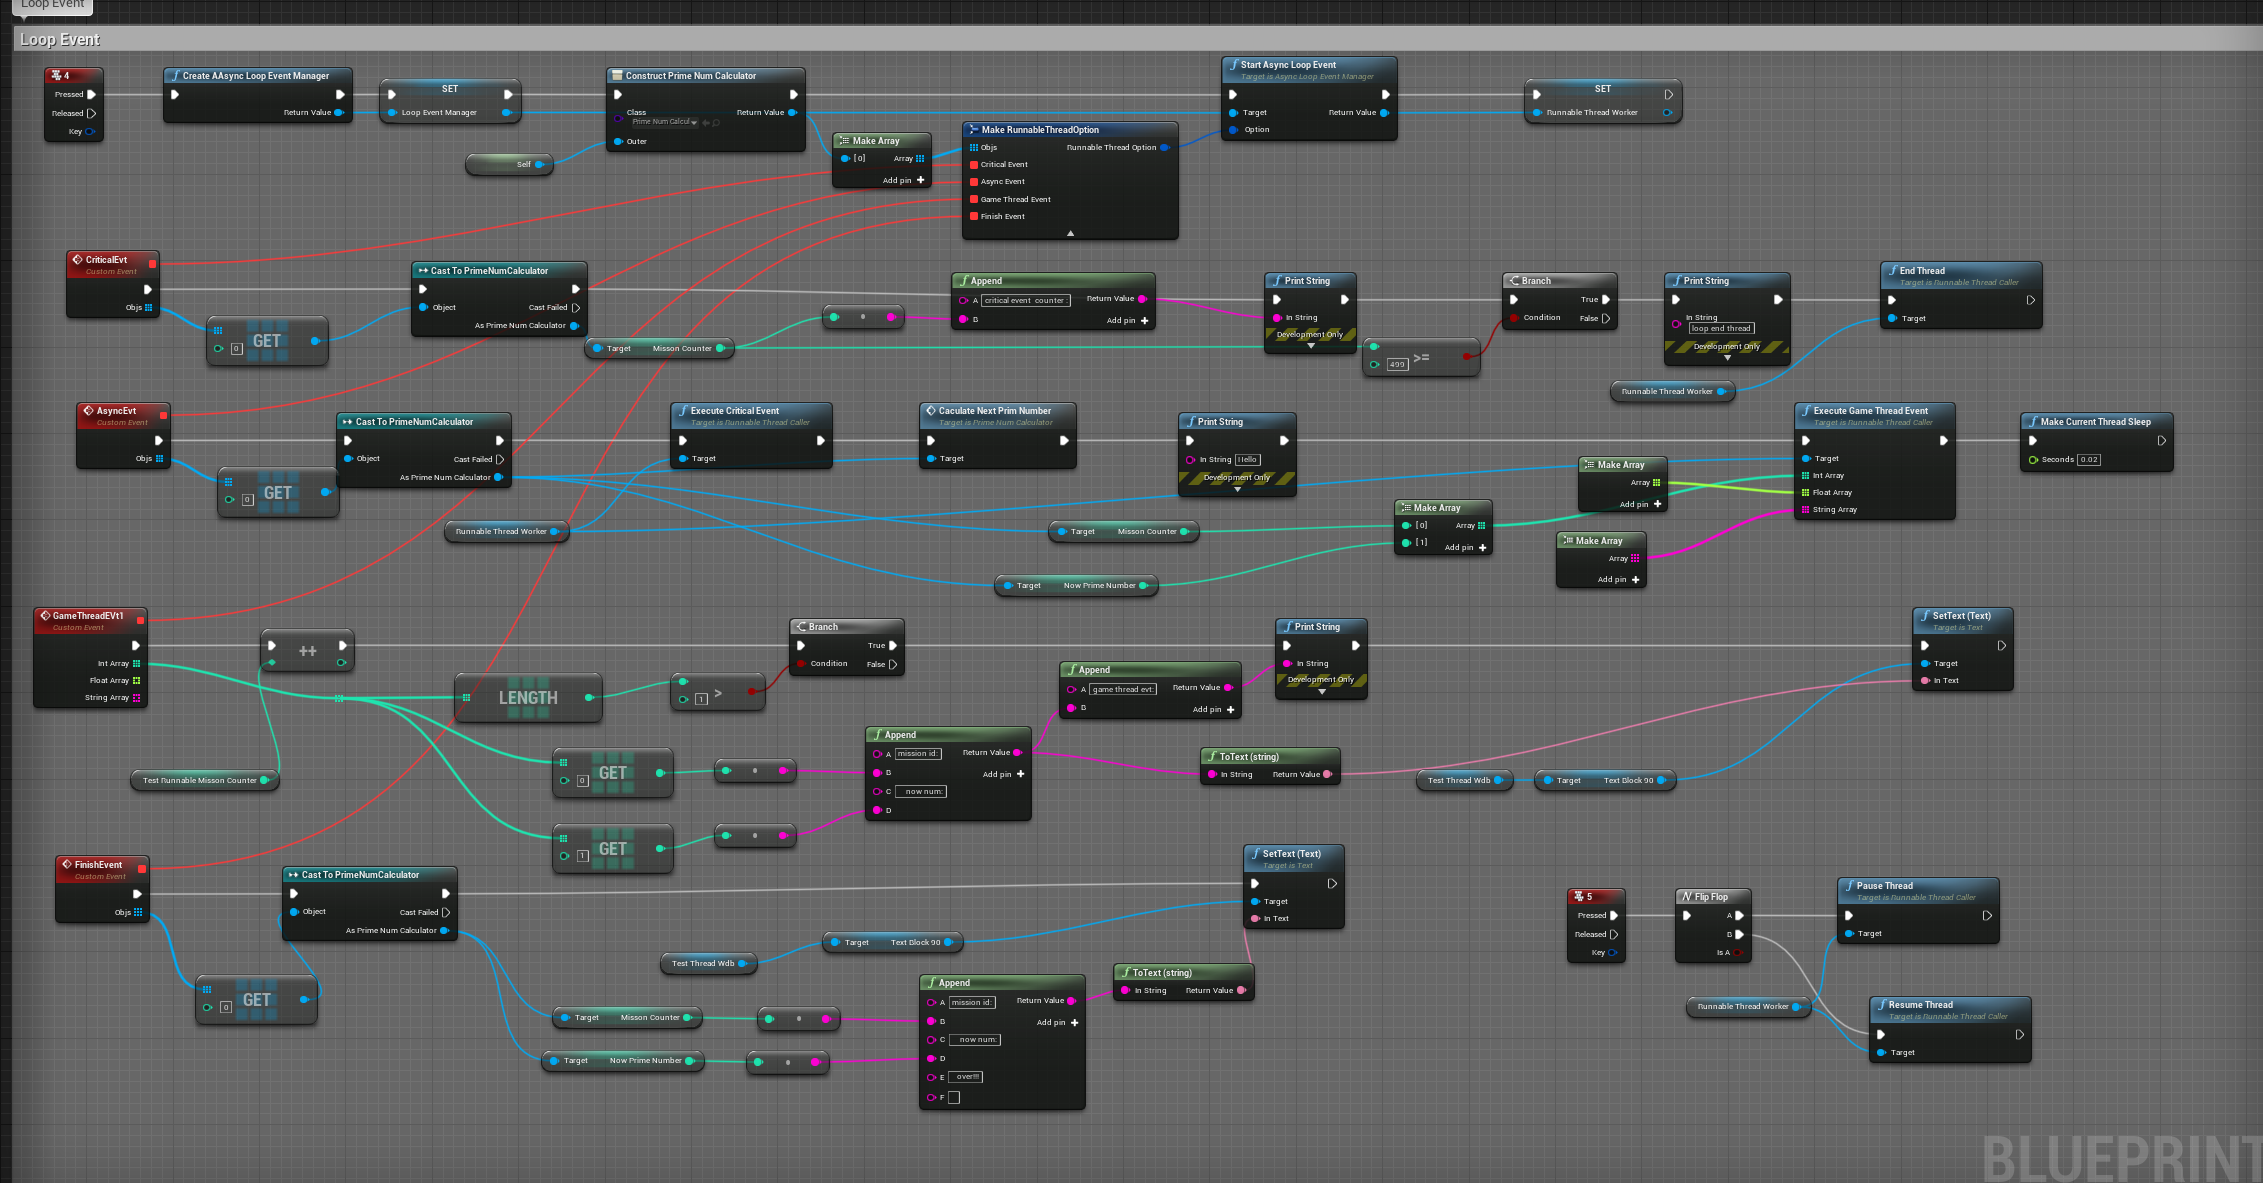 Loop Event
Loop Event
4
Pressed
Released
Key
Create AAsync Loop Event Manager
Return Value
SET
Loop Event Manager
Self
Construct Prime Num Calculator
Class
Return Value
Prime Num Calcul
Outer
Make Array
[0]
Array
Add pin
Make RunnableThreadOption
Objs
Runnable Thread Option
Critical Event
Async Event
Game Thread Event
Finish Event
Start Async Loop Event
Target is Async Loop Event Manager
Target
Return Value
Option
SET
Runnable Thread Worker
CriticalEvt
Custom Event
Objs
0
GET
Cast To PrimeNumCalculator
Object
Cast Failed
As Prime Num Calculator
Target
Misson Counter
Append
A
critical event counter :
Return Value
B
Add pin
Print String
In String
Development Only
499
>=
Branch
True
Condition
False
Print String
In String
loop end thread
Development Only
Runnable Thread Worker
End Thread
Target is Runnable Thread Caller
Target
AsyncEvt
Custom Event
Objs
0
GET
Cast To PrimeNumCalculator
Object
Cast Failed
As Prime Num Calculator
Runnable Thread Worker
Execute Critical Event
Target is Runnable Thread Caller
Target
Caculate Next Prim Number
Target is Prime Num Calculator
Target
Print String
In String
Hello
Development Only
Target
Misson Counter
Target
Now Prime Number
Make Array
[0]
Array
[1]
Add pin
Make Array
Array
Add pin
Make Array
Array
Add pin
Execute Game Thread Event
Target is Runnable Thread Caller
Target
Int Array
Float Array
String Array
Make Current Thread Sleep
Seconds
0.02
GameThreadEVt1
Custom Event
Int Array
Float Array
String Array
++
Test Runnable Misson Counter
LENGTH
1
>
Branch
True
Condition
False
0
GET
1
GET
Append
A
mission id:
Return Value
B
Add pin
C
now num:
D
Append
A
game thread evt:
Return Value
B
Add pin
Print String
In String
Development Only
ToText (string)
In String
Return Value
Test Thread Wdb
Target
Text Block 90
SetText (Text)
Target is Text
Target
In Text
FinishEvent
Custom Event
Objs
0
GET
Cast To PrimeNumCalculator
Object
Cast Failed
As Prime Num Calculator
Target
Misson Counter
Target
Now Prime Number
Test Thread Wdb
Target
Text Block 90
Append
A
mission id:
Return Value
B
Add pin
C
now num:
D
E
over!!!
F
ToText (string)
In String
Return Value
SetText (Text)
Target is Text
Target
In Text
5
Pressed
Released
Key
Flip Flop
A
B
Is A
Runnable Thread Worker
Pause Thread
Target is Runnable Thread Caller
Target
Resume Thread
Target is Runnable Thread Caller
Target
BLUEPRINT